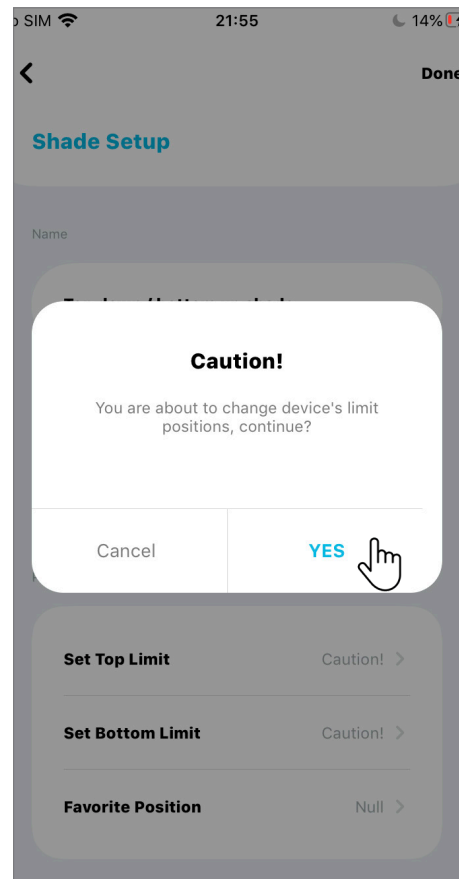 SIM 21:55 14%
Done
Shade Setup
Name
Caution!
You are about to change device's limit
positions, continue?
Cancel YES
Set Top Limit Caution!
Set Bottom Limit Caution!
Favorite Position Null